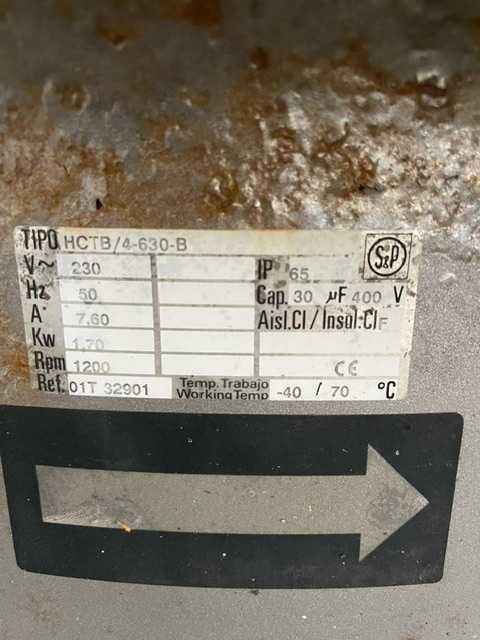 TIPO HCTB/4-630-B
V~ 230 IP 65 S&P
Hz 50 Cap. 30 µF 400 V
A 7,60 Aisl.Cl / Insul.Cl F
Kw 1,70
Rpm 1200 CE
Ref. 01T 32901 Temp. Trabajo -40 / 70 °C
Working Temp